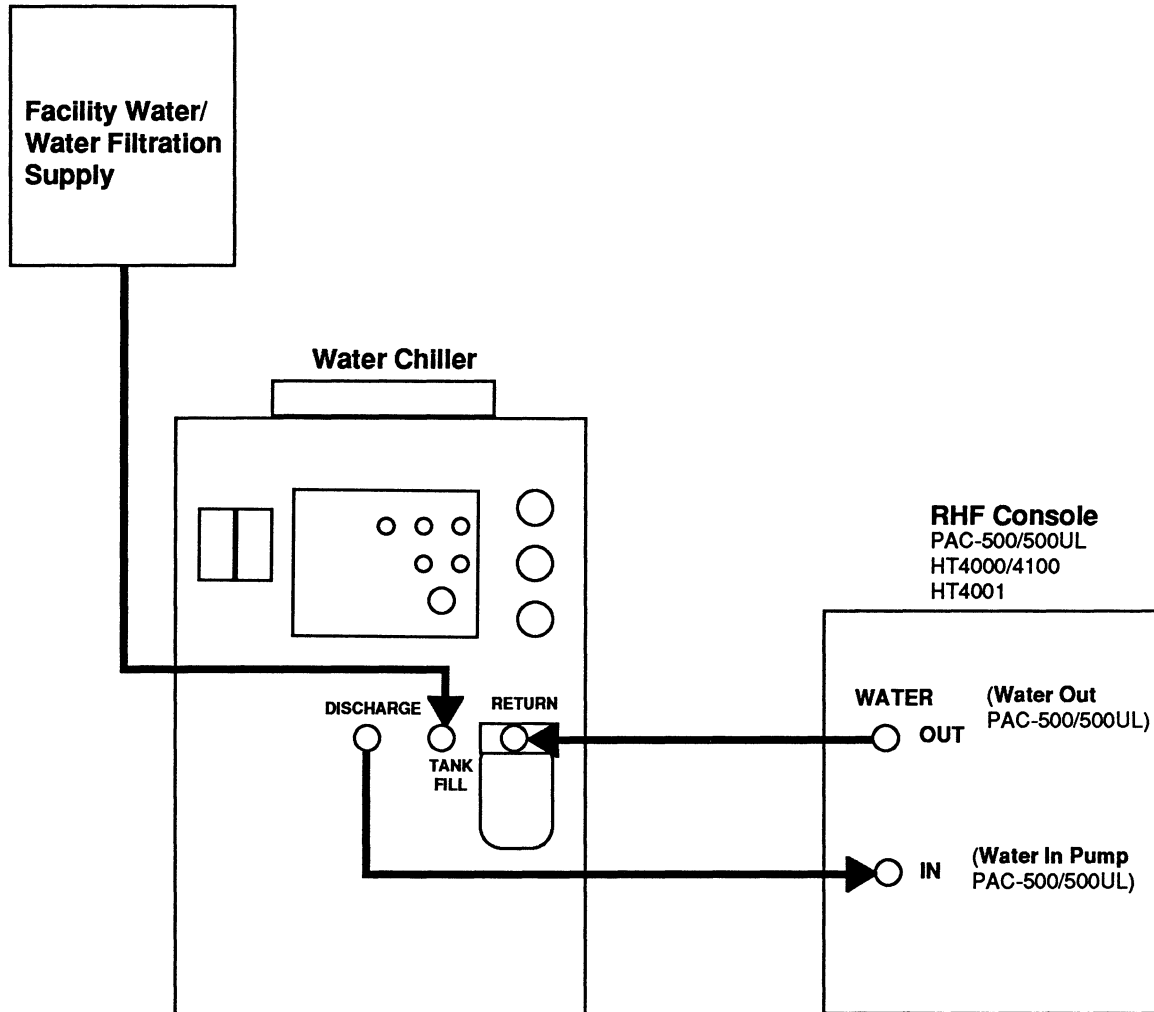 Facility Water/
Water Filtration
Supply
Water Chiller
RHF Console
PAC-500/500UL
HT4000/4100
HT4001
DISCHARGE
TANK
FILL
RETURN
WATER
OUT
(Water Out
PAC-500/500UL)
IN
(Water In Pump
PAC-500/500UL)